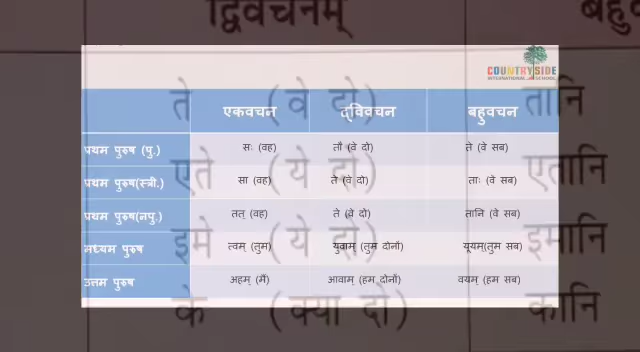 द्विवचनम् बहुव
COUNTRYSIDE
INTERNATIONAL SCHOOL
एकवचन द्विवचन बहुवचन
ते (वे दो) तानि
प्रथम पुरुष (पु.) सः (वह) तौ (वे दो) ते (वे सब)
एते (ये दो) एतानि
प्रथम पुरुष(स्त्री.) सा (वह) ते (वे दो) ताः (वे सब)
प्रथम पुरुष(नपु.) तत् (वह) ते (वे दो) तानि (वे सब)
इमे (ये दो) इमानि
मध्यम पुरुष त्वम् (तुम) युवाम् (तुम दोनों) यूयम्(तुम सब)
उत्तम पुरुष अहम् (मैं) आवाम् (हम दोनों) वयम् (हम सब)
के (क्या दो) कानि